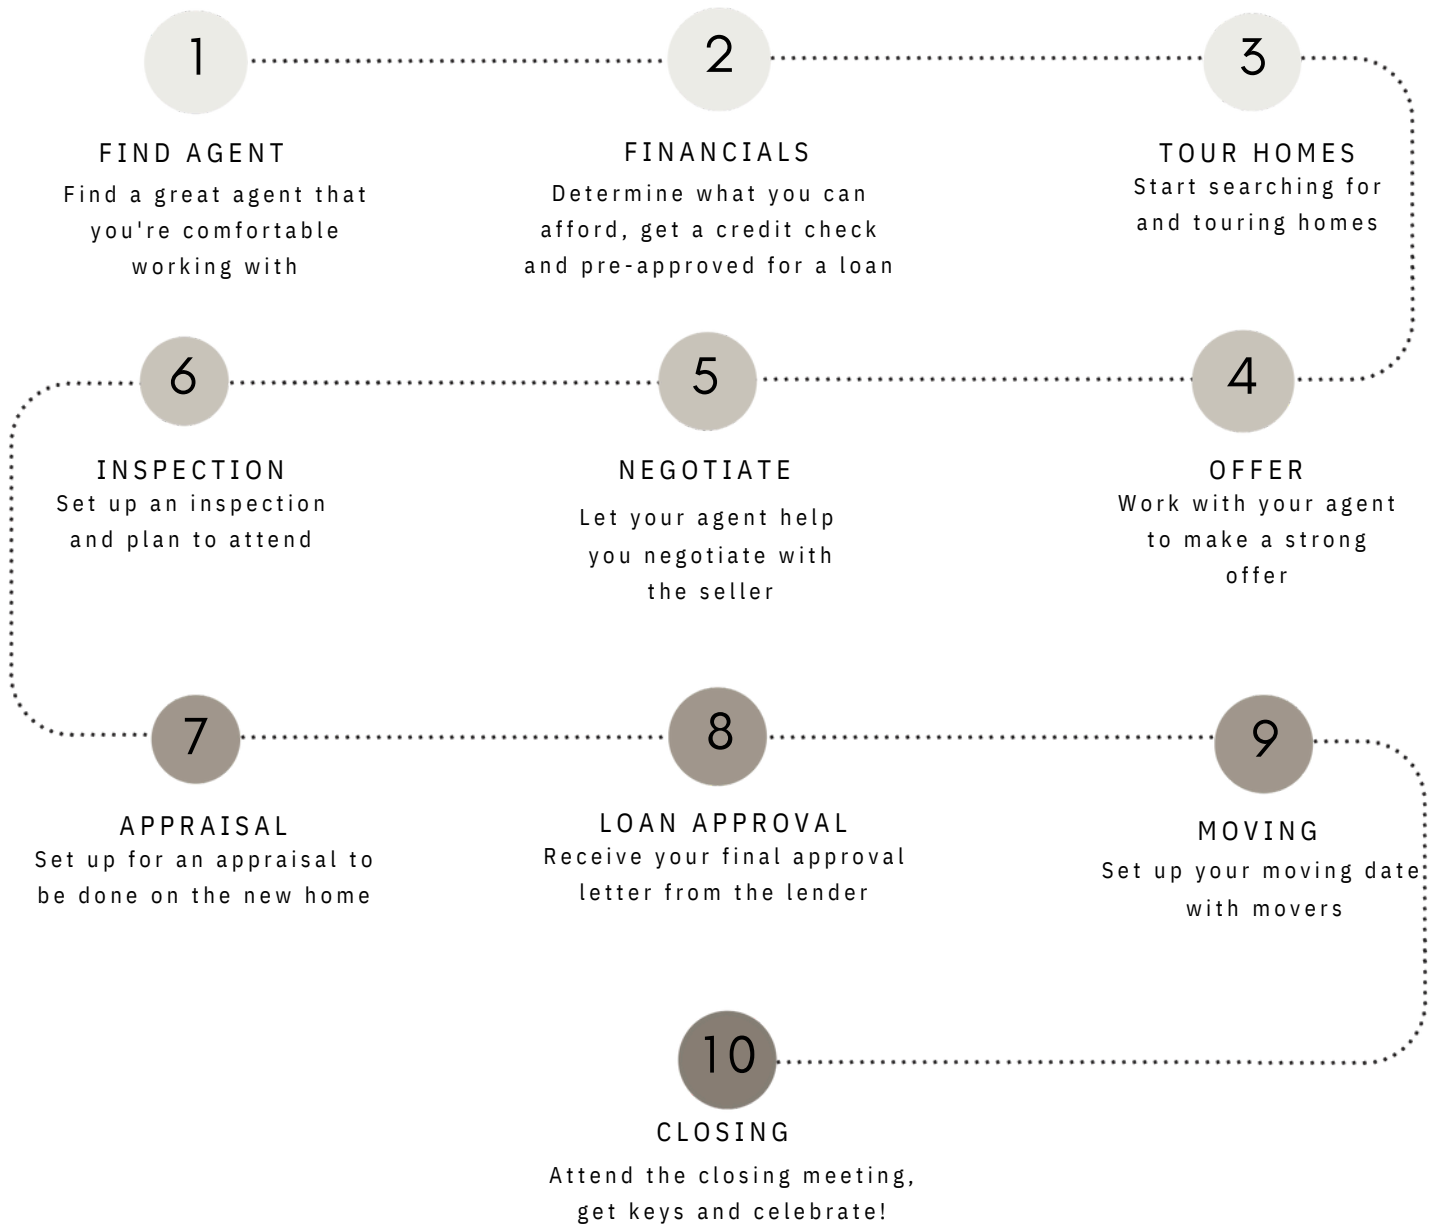 1
FIND AGENT
Find a great agent that
you're comfortable
working with
2
FINANCIALS
Determine what you can
afford, get a credit check
and pre-approved for a loan
3
TOUR HOMES
Start searching for
and touring homes
4
OFFER
Work with your agent
to make a strong
offer
5
NEGOTIATE
Let your agent help
you negotiate with
the seller
6
INSPECTION
Set up an inspection
and plan to attend
7
APPRAISAL
Set up for an appraisal to
be done on the new home
8
LOAN APPROVAL
Receive your final approval
letter from the lender
9
MOVING
Set up your moving date
with movers
10
CLOSING
Attend the closing meeting,
get keys and celebrate!